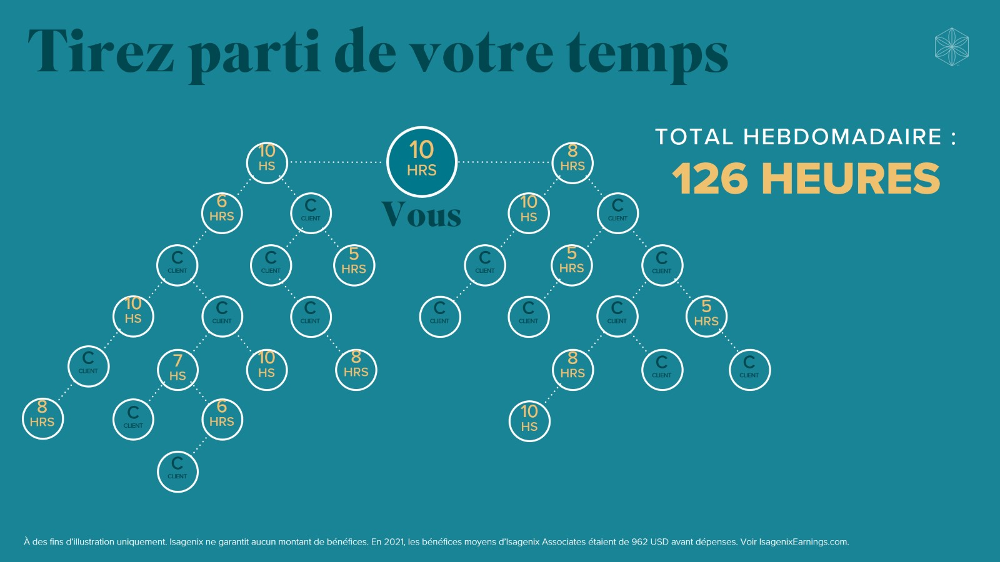 Tirez parti de votre temps
TOTAL HEBDOMADAIRE :
126 HEURES
10
HRS
Vous
10
HS
8
HRS
6
HRS
C
CLIENT
10
HS
C
CLIENT
C
CLIENT
C
CLIENT
5
HRS
C
CLIENT
5
HRS
C
CLIENT
10
HS
C
CLIENT
C
CLIENT
C
CLIENT
C
CLIENT
C
CLIENT
5
HRS
C
CLIENT
7
HS
10
HS
8
HRS
8
HRS
C
CLIENT
C
CLIENT
8
HRS
C
CLIENT
6
HRS
10
HS
C
CLIENT
À des fins d'illustration uniquement. Isagenix ne garantit aucun montant de bénéfices. En 2021, les bénéfices moyens d'Isagenix Associates étaient de 962 USD avant dépenses. Voir IsagenixEarnings.com.